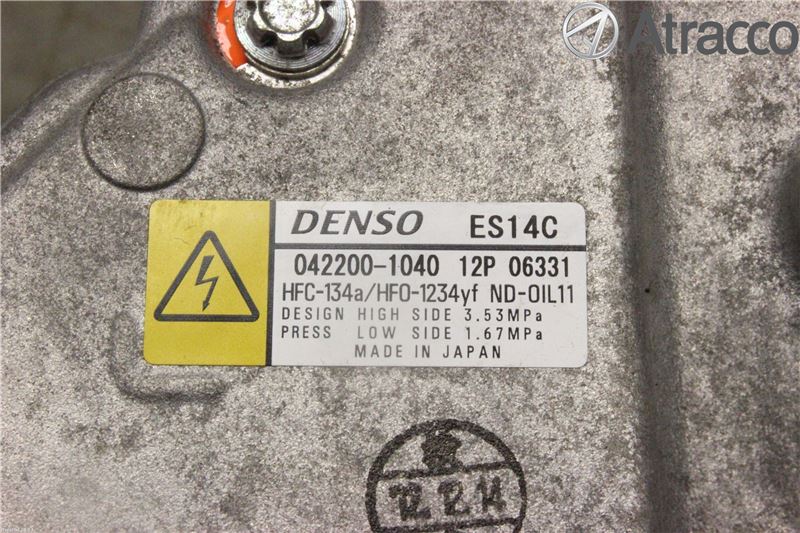 Atracco
DENSO ES14C
042200-1040 12P 06331
HFC-134a/HFO-1234yf ND-OIL11
DESIGN HIGH SIDE 3.53MPa
PRESS LOW SIDE 1.67MPa
MADE IN JAPAN
12.12.14